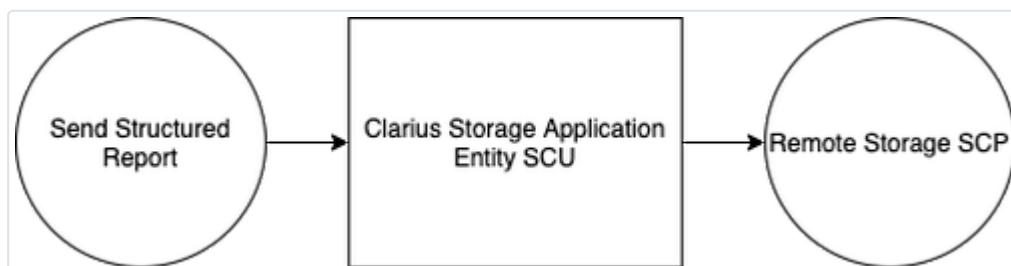 Send Structured
Report
Clarius Storage Application
Entity SCU
Remote Storage SCP